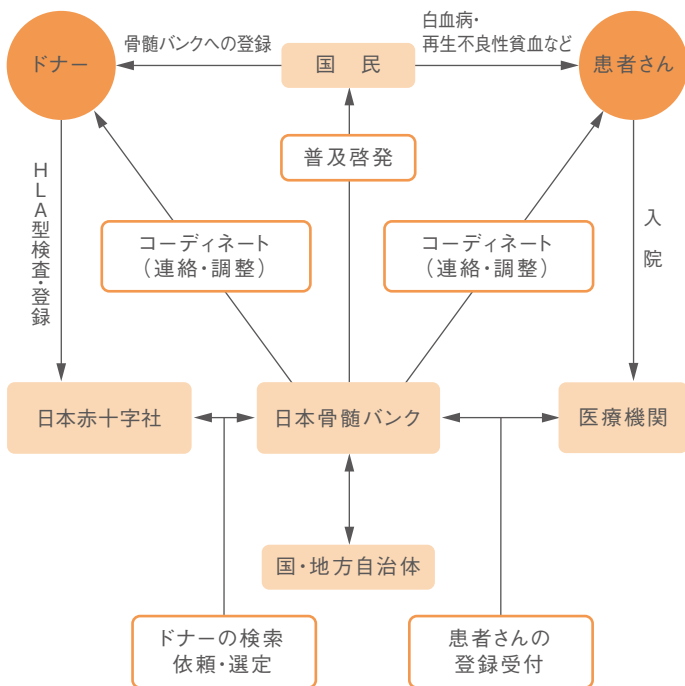 白血病・
再生不良性貧血など
骨髄バンクへの登録
ドナー
国 民
患者さん
普及啓発
HLA型検査・登録
コーディネート
（連絡・調整）
コーディネート
（連絡・調整）
入院
日本赤十字社
日本骨髄バンク
医療機関
国・地方自治体
ドナーの検索
依頼・選定
患者さんの
登録受付